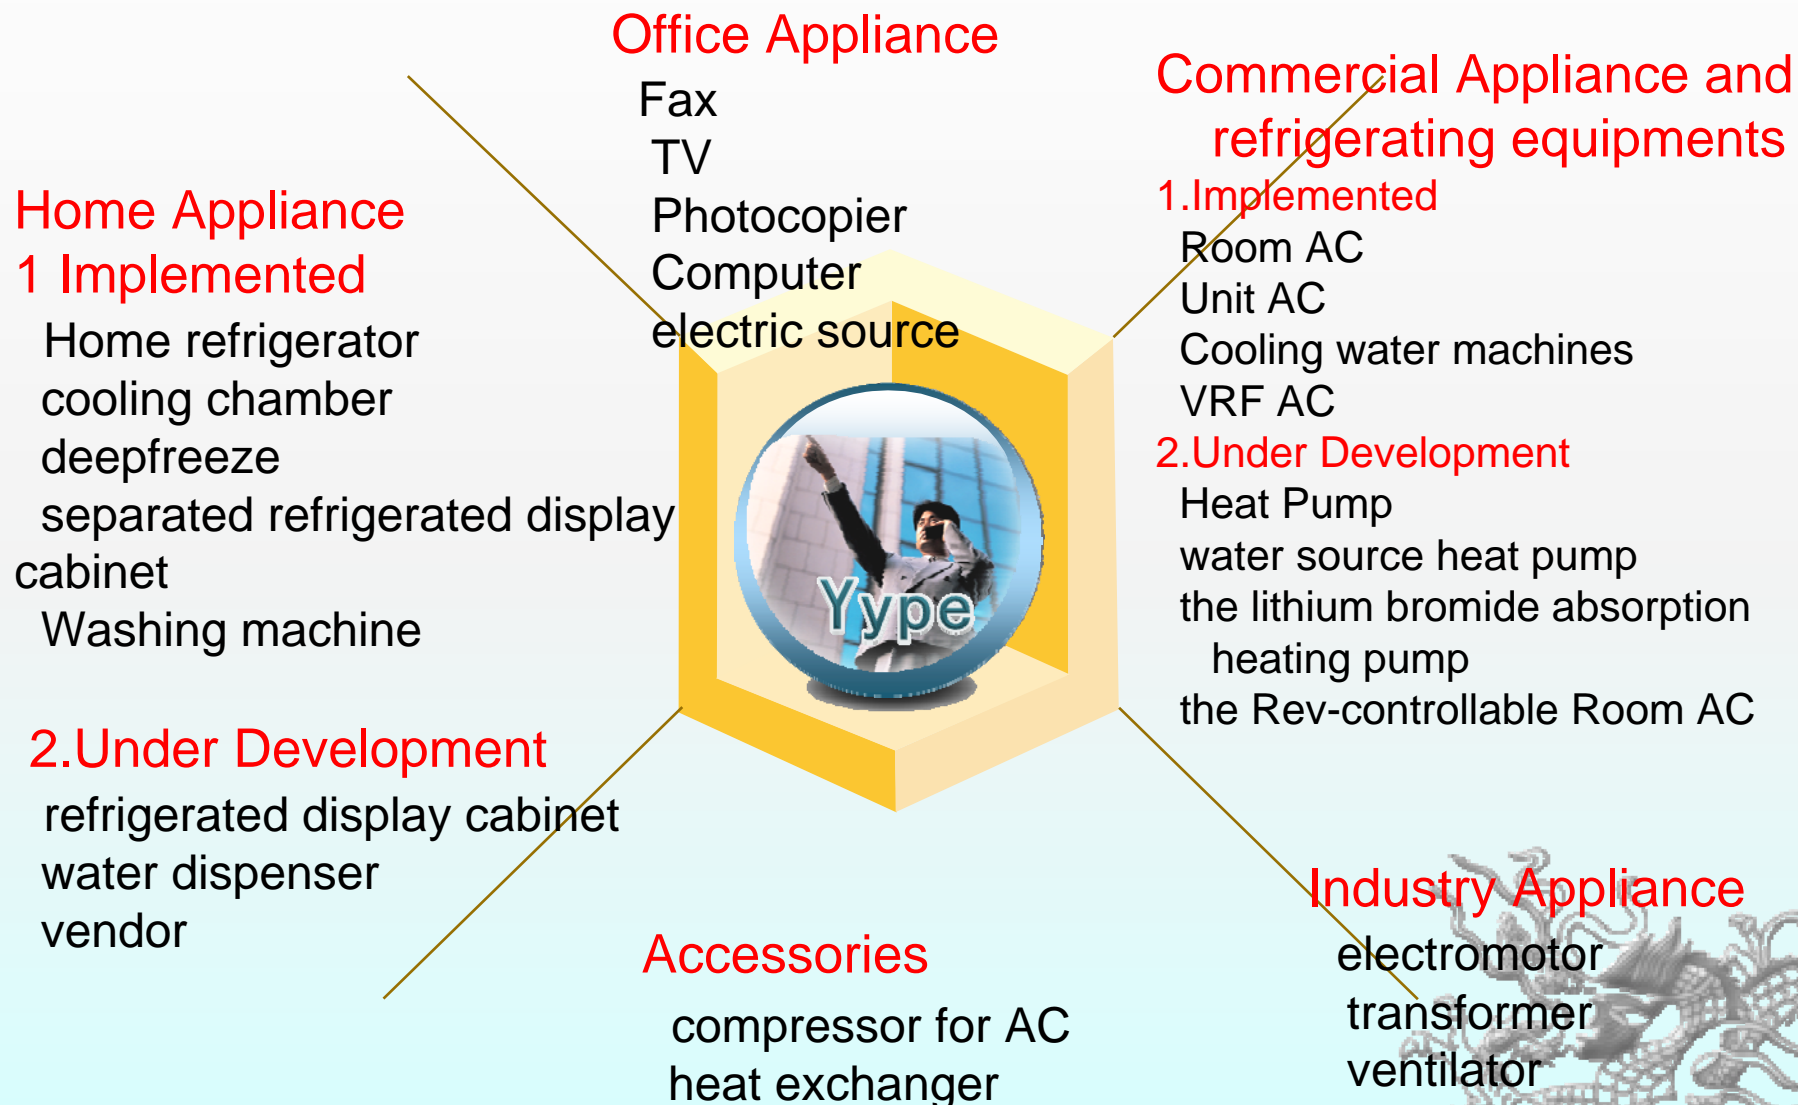 Office Appliance
Fax
TV
Photocopier
Computer
electric source
Commercial Appliance and
refrigerating equipments
1.Implemented
Room AC
Unit AC
Cooling water machines
VRF AC
2.Under Development
Heat Pump
water source heat pump
the lithium bromide absorption
heating pump
the Rev-controllable Room AC
Home Appliance
1 Implemented
Home refrigerator
cooling chamber
deepfreeze
separated refrigerated display
cabinet
Washing machine
2.Under Development
refrigerated display cabinet
water dispenser
vendor
Yype
Accessories
compressor for AC
heat exchanger
Industry Appliance
electromotor
transformer
ventilator